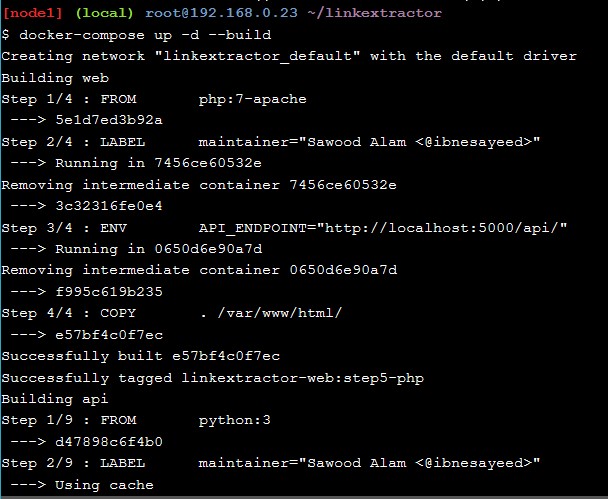 [node1] (local) root@192.168.0.23 ~/linkextractor
$ docker-compose up -d --build
Creating network "linkextractor_default" with the default driver
Building web
Step 1/4 : FROM       php:7-apache
 ---> 5e1d7ed3b92a
Step 2/4 : LABEL      maintainer="Sawood Alam <@ibnesayeed>"
 ---> Running in 7456ce60532e
Removing intermediate container 7456ce60532e
 ---> 3c32316fe0e4
Step 3/4 : ENV        API_ENDPOINT="http://localhost:5000/api/"
 ---> Running in 0650d6e90a7d
Removing intermediate container 0650d6e90a7d
 ---> f995c619b235
Step 4/4 : COPY       . /var/www/html/
 ---> e57bf4c0f7ec
Successfully built e57bf4c0f7ec
Successfully tagged linkextractor-web:step5-php
Building api
Step 1/9 : FROM       python:3
 ---> d47898c6f4b0
Step 2/9 : LABEL      maintainer="Sawood Alam <@ibnesayeed>"
 ---> Using cache